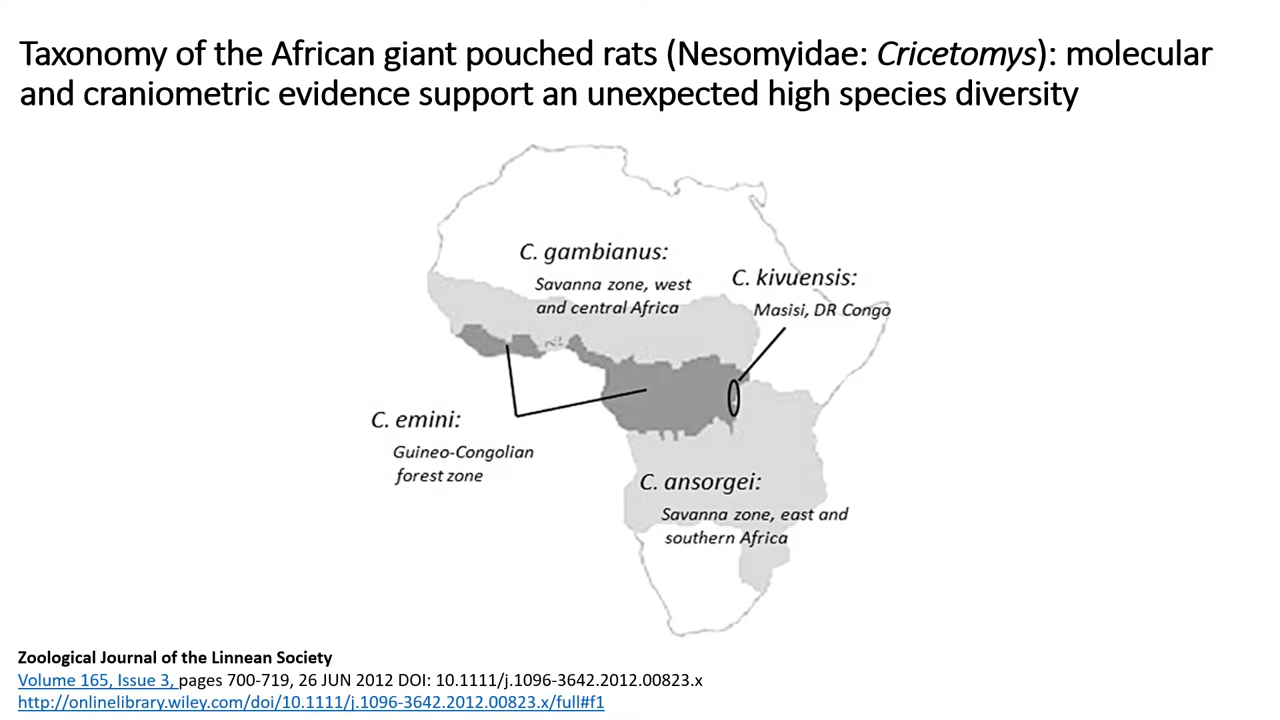 Taxonomy of the African giant pouched rats (Nesomyidae: Cricetomys): molecular
and craniometric evidence support an unexpected high species diversity
C. gambianus:
Savanna zone, west
and central Africa
C. kivuensis:
Masisi, DR Congo
C. emini:
Guineo-Congolian
forest zone
C. ansorgei:
Savanna zone, east and
southern Africa
Zoological Journal of the Linnean Society
Volume 165, Issue 3, pages 700-719, 26 JUN 2012 DOI: 10.1111/j.1096-3642.2012.00823.x
http://onlinelibrary.wiley.com/doi/10.1111/j.1096-3642.2012.00823.x/full#f1